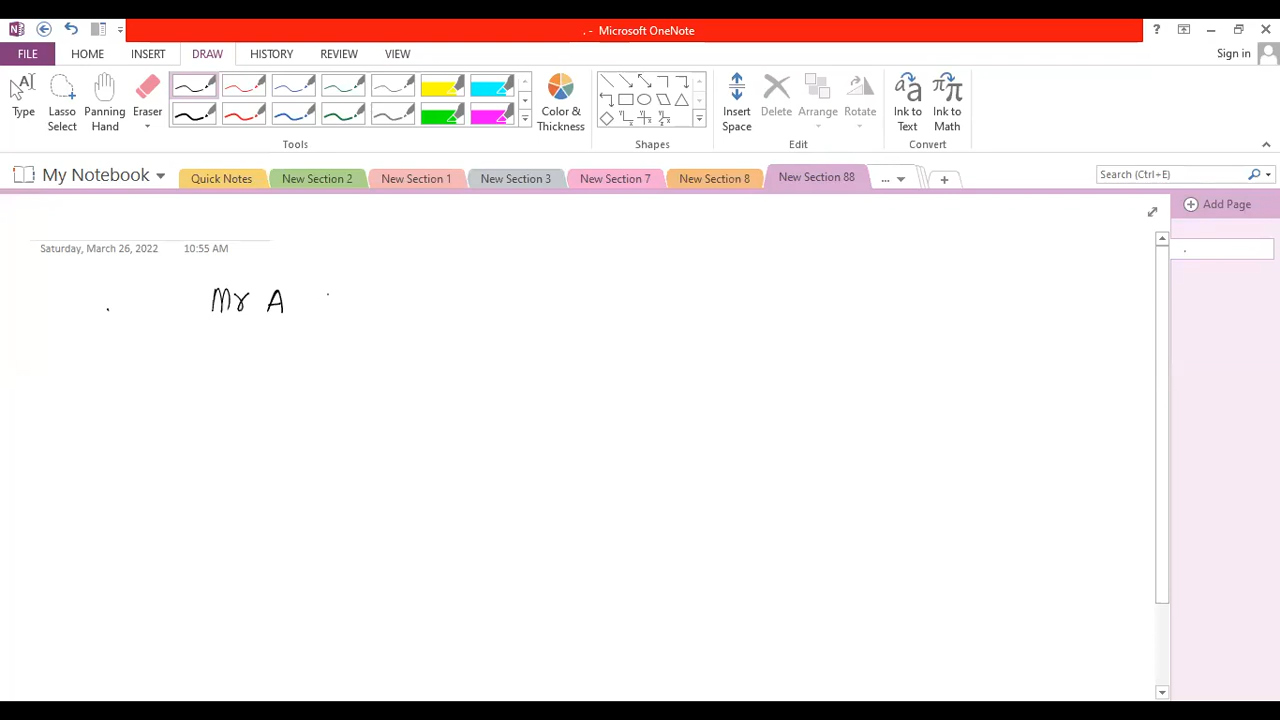 . - Microsoft OneNote
? 
FILE HOME INSERT DRAW HISTORY REVIEW VIEW Sign in
Type Lasso Select Panning Hand Eraser Color & Thickness Insert Space Delete Arrange Rotate Ink to Text Ink to Math
Tools Shapes Edit Convert
My Notebook Quick Notes New Section 2 New Section 1 New Section 3 New Section 7 New Section 8 New Section 88 ... Search (Ctrl+E)
Add Page
Saturday, March 26, 2022 10:55 AM
.
Mr A